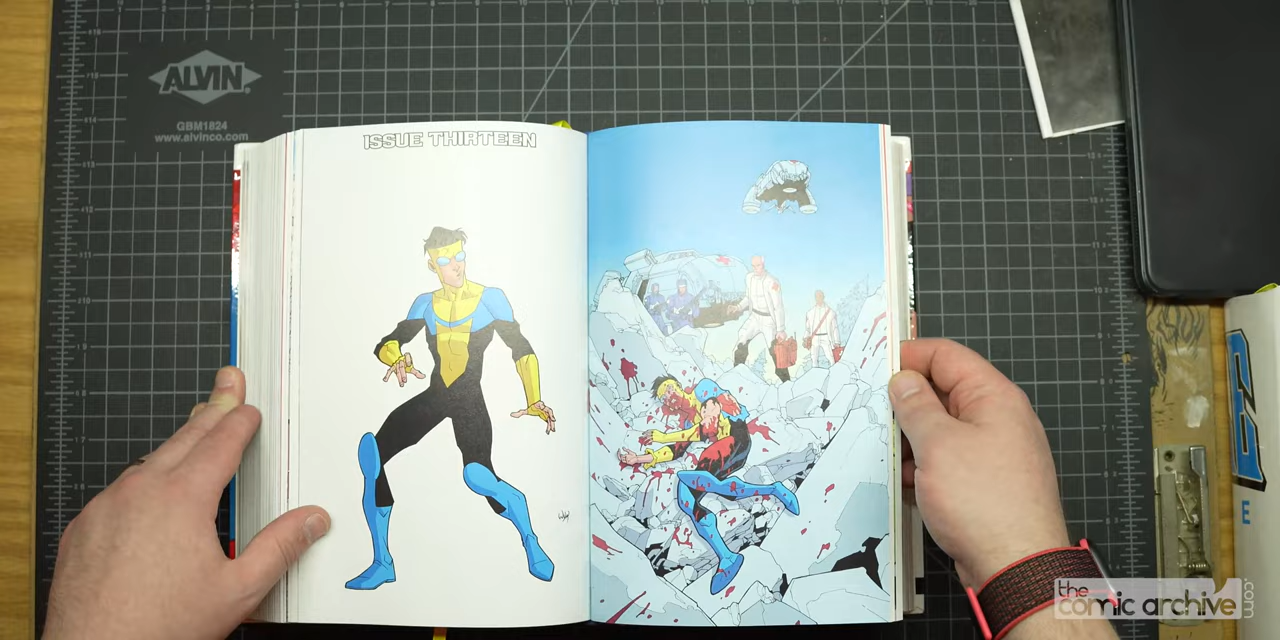 ALVIN
GBM1824
www.alvinco.com
ISSUE THIRTEEN
E
the
comic archive
.com